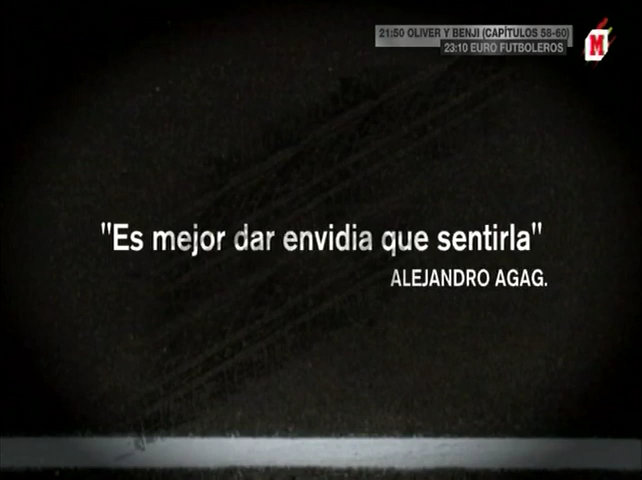 21:50 OLIVER Y BENJI (CAPÍTULOS 58-60)
23:10 EURO FUTBOLEROS
M
"Es mejor dar envidia que sentirla"
ALEJANDRO AGAG.